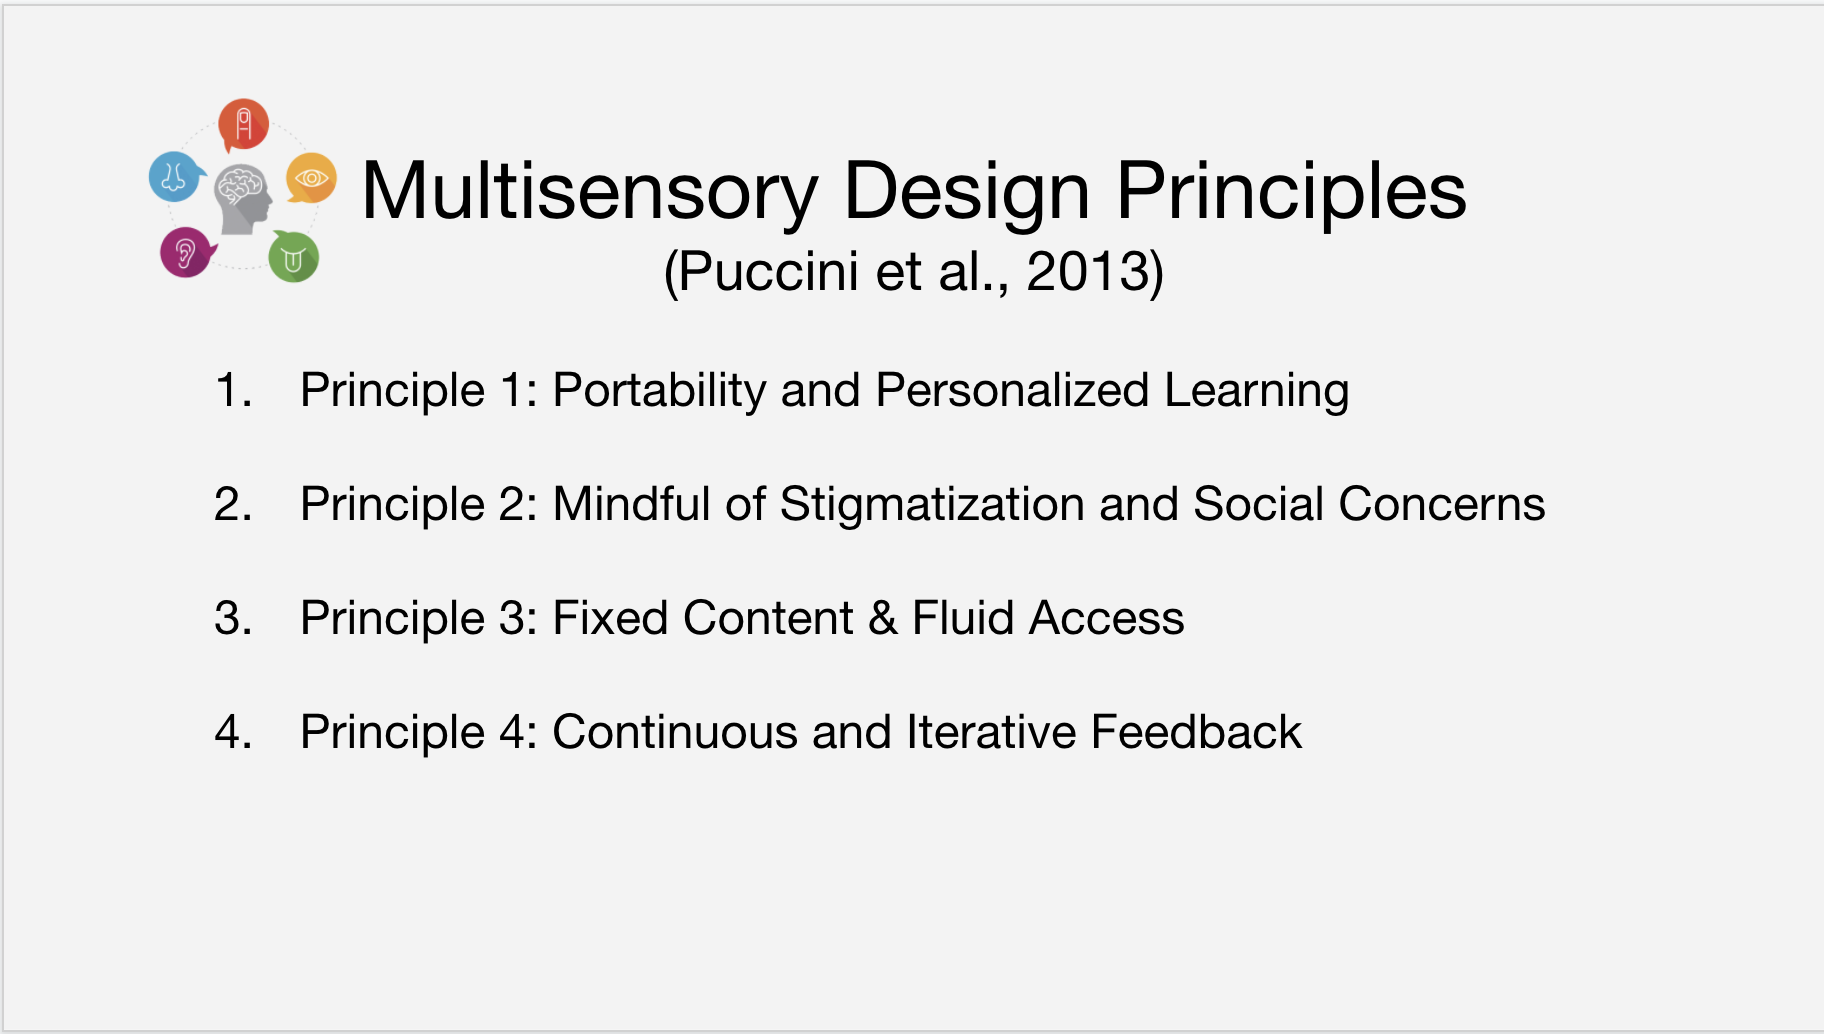 Multisensory Design Principles
(Puccini et al., 2013)
1. Principle 1: Portability and Personalized Learning
2. Principle 2: Mindful of Stigmatization and Social Concerns
3. Principle 3: Fixed Content & Fluid Access
4. Principle 4: Continuous and Iterative Feedback